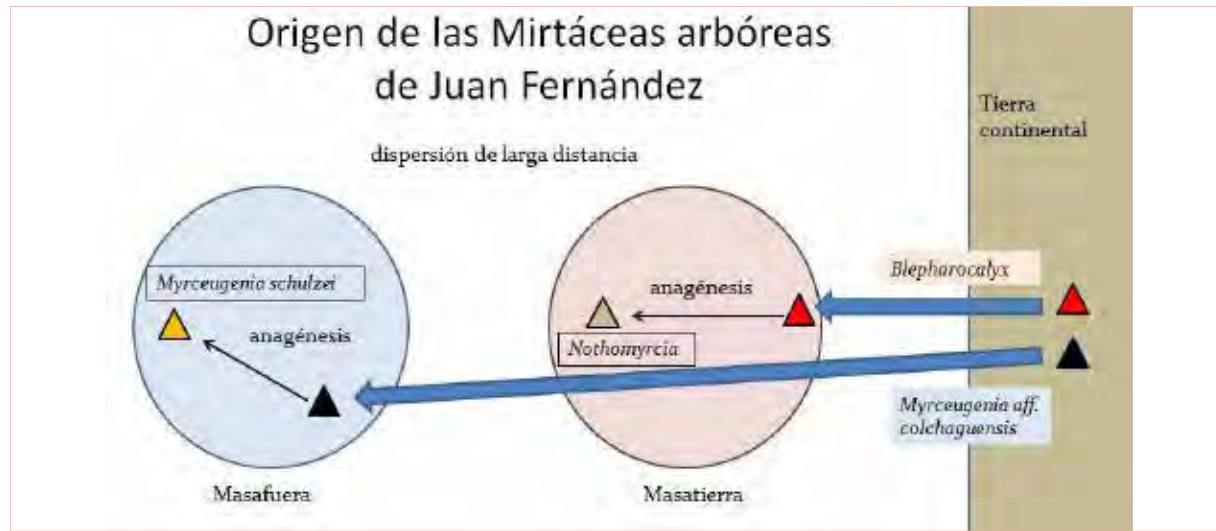 Origen de las Mirtáceas arbóreas
de Juan Fernández
Tierra
continental
dispersión de larga distancia
Blepharocalyx
Myrceugenia schulzei
anagénesis
anagénesis
Nothomyrcia
Myrceugenia aff.
colchaguensis
Masafuera
Masatierra